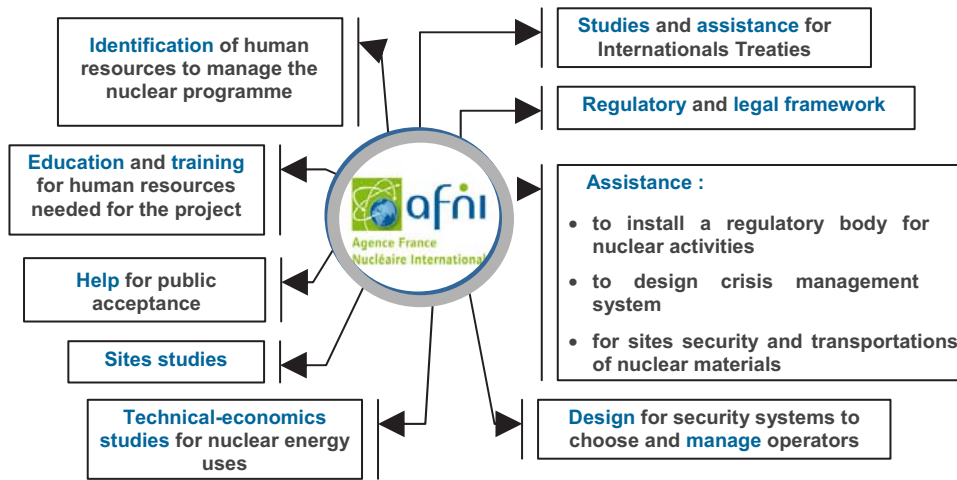 Identification of human
resources to manage the
nuclear programme
Education and training
for human resources
needed for the project
Help for public
acceptance
Sites studies
Technical-economics
studies for nuclear energy
uses
afni
Agence France
Nucléaire International
Studies and assistance for
Internationals Treaties
Regulatory and legal framework
Assistance :
• to install a regulatory body for
nuclear activities
• to design crisis management
system
• for sites security and transportations
of nuclear materials
Design for security systems to
choose and manage operators